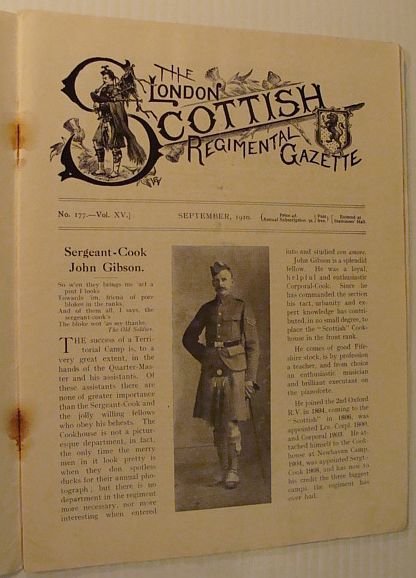 THE
LONDON
SCOTTISH
REGIMENTAL
GAZETTE
No. 177.—Vol. XV.]
SEPTEMBER, 1910.
[Price 4d.
Annual Subscription
Post free,]
[Entered at
Stationers' Hall.
Sergeant-Cook
John Gibson.
So w'en they brings me 'art a
pint I looks
Towards 'im, friend of pore
blokes in the ranks,
And of them all, I says, the
sergeant-cook's
The bloke wot 'as my thanks.
The Old Soldier.
THE success of a Terri-
torial Camp is, to a
very great extent, in the
hands of the Quarter-Mas-
ter and his assistants. Of
these assistants there are
none of greater importance
than the Sergeant-Cook and
the jolly willing fellows
who obey his behests. The
Cookhouse is not a pictur-
esque department, in fact,
the only time the merry
men in it look pretty is
when they don spotless
ducks for their annual pho-
tograph; but there is no
department in the regiment
more necessary, nor more
interesting when entered
into and studied con amore.
John Gibson is a splendid
fellow. He was a loyal,
helpful and enthusiastic
Corporal-Cook. Since he
has commanded the section
his tact, urbanity and ex-
pert knowledge has contri-
buted, in no small degree, to
place the "Scottish" Cook-
house in the front rank.
He comes of good Fife-
shire stock, is by profession
a teacher, and from choice
an enthusiastic musician
and brilliant executant on
the pianoforte.
He joined the 2nd Oxford
R.V. in 1894, coming to the
"Scottish" in 1896, was
appointed Lce. Corpl. 1900,
and Corporal 1903. He at-
tached himself to the Cook-
house at Newhaven Camp,
1904, was appointed Sergt.-
Cook 1908, and has now to
his credit the three biggest
camps the regiment has
ever had.